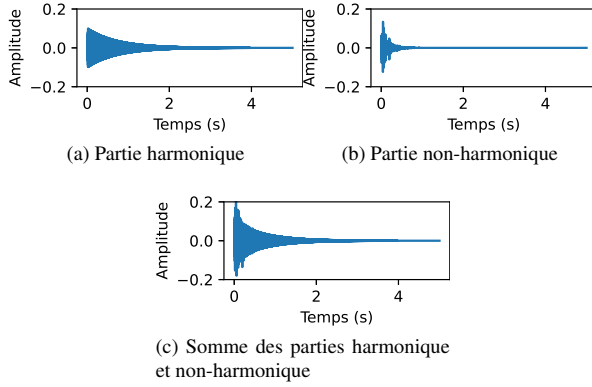 0.2
0.0
−0.2
Amplitude
0 2 4
Temps (s)
(a) Partie harmonique
0.2
0.0
−0.2
Amplitude
0 2 4
Temps (s)
(b) Partie non-harmonique
0.2
0.0
−0.2
Amplitude
0 2 4
Temps (s)
(c) Somme des parties harmonique
et non-harmonique